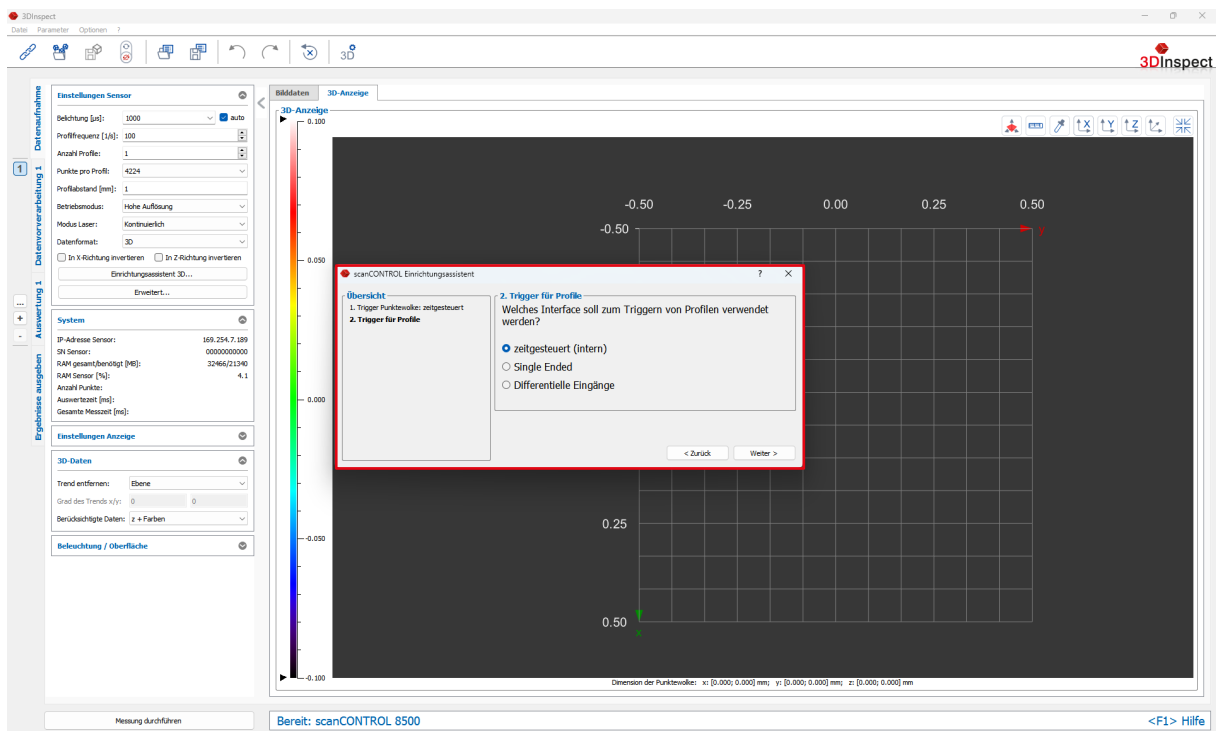 3DInspect
Datei Parameter Optionen ?
3D
3DInspect
Datenaufnahme
Datenvorverarbeitung 1
Auswertung 1
Ergebnisse ausgeben
1
...
+
-
Einstellungen Sensor
Belichtung [µs]: 1000 auto
Profilfrequenz [1/s]: 100
Anzahl Profile: 1
Punkte pro Profil: 4224
Profilabstand [mm]: 1
Betriebsmodus: Hohe Auflösung
Modus Laser: Kontinuierlich
Datenformat: 3D
In X-Richtung invertieren In Z-Richtung invertieren
Einrichtungsassistent 3D...
Erweitert...
System
IP-Adresse Sensor: 169.254.7.189
SN Sensor: 00000000000
RAM gesamt/benötigt [MB]: 32466/21340
RAM Sensor [%]: 4.1
Anzahl Punkte:
Auswertezeit [ms]:
Gesamte Messzeit [ms]:
Einstellungen Anzeige
3D-Daten
Trend entfernen: Ebene
Grad des Trends x/y: 0 0
Berücksichtigte Daten: z + Farben
Beleuchtung / Oberfläche
Messung durchführen
Bilddaten 3D-Anzeige
3D-Anzeige
0.100
0.050
0.000
-0.050
-0.100
X Y Z
-0.50 -0.25 0.00 0.25 0.50
-0.50
y
0.25
0.50
x
scanCONTROL Einrichtungsassistent ?
Übersicht
1. Trigger Punktewolke: zeitgesteuert
2. Trigger für Profile
2. Trigger für Profile
Welches Interface soll zum Triggern von Profilen verwendet
werden?
zeitgesteuert (intern)
Single Ended
Differentielle Eingänge
< Zurück Weiter >
Dimension der Punktewolke: x: [0.000; 0.000] mm; y: [0.000; 0.000] mm; z: [0.000; 0.000] mm
Bereit: scanCONTROL 8500 <F1> Hilfe